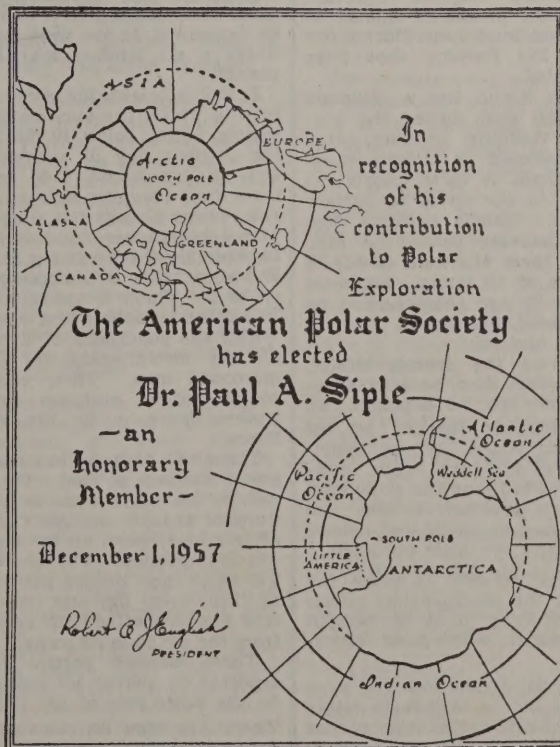 ASIA
EUROPE
Arctic
NORTH POLE
Ocean
ALASKA
GREENLAND
CANADA
In
recognition
of his
contribution
to Polar
Exploration
The American Polar Society
has elected
Dr. Paul A. Siple
-an
Honorary
Member-
December 1, 1957
Robert A J English
PRESIDENT
Atlantic
Ocean
Weddell Sea
Pacific
Ocean
SOUTH POLE
LITTLE
AMERICA
ANTARCTICA
Indian Ocean